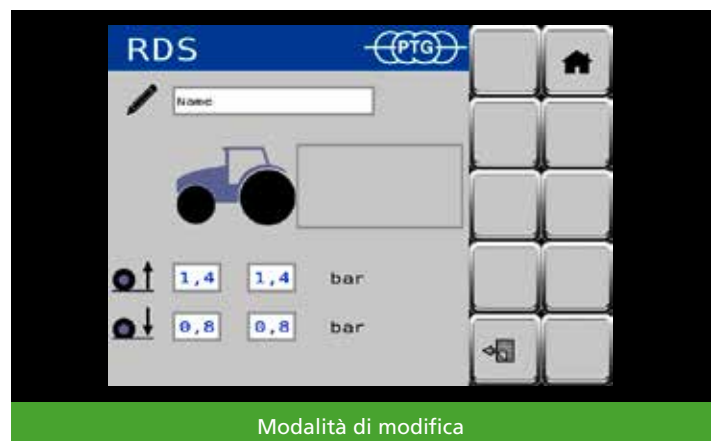 RDS PTG
Name
1,4 1,4 bar
0,8 0,8 bar
Modalità di modifica